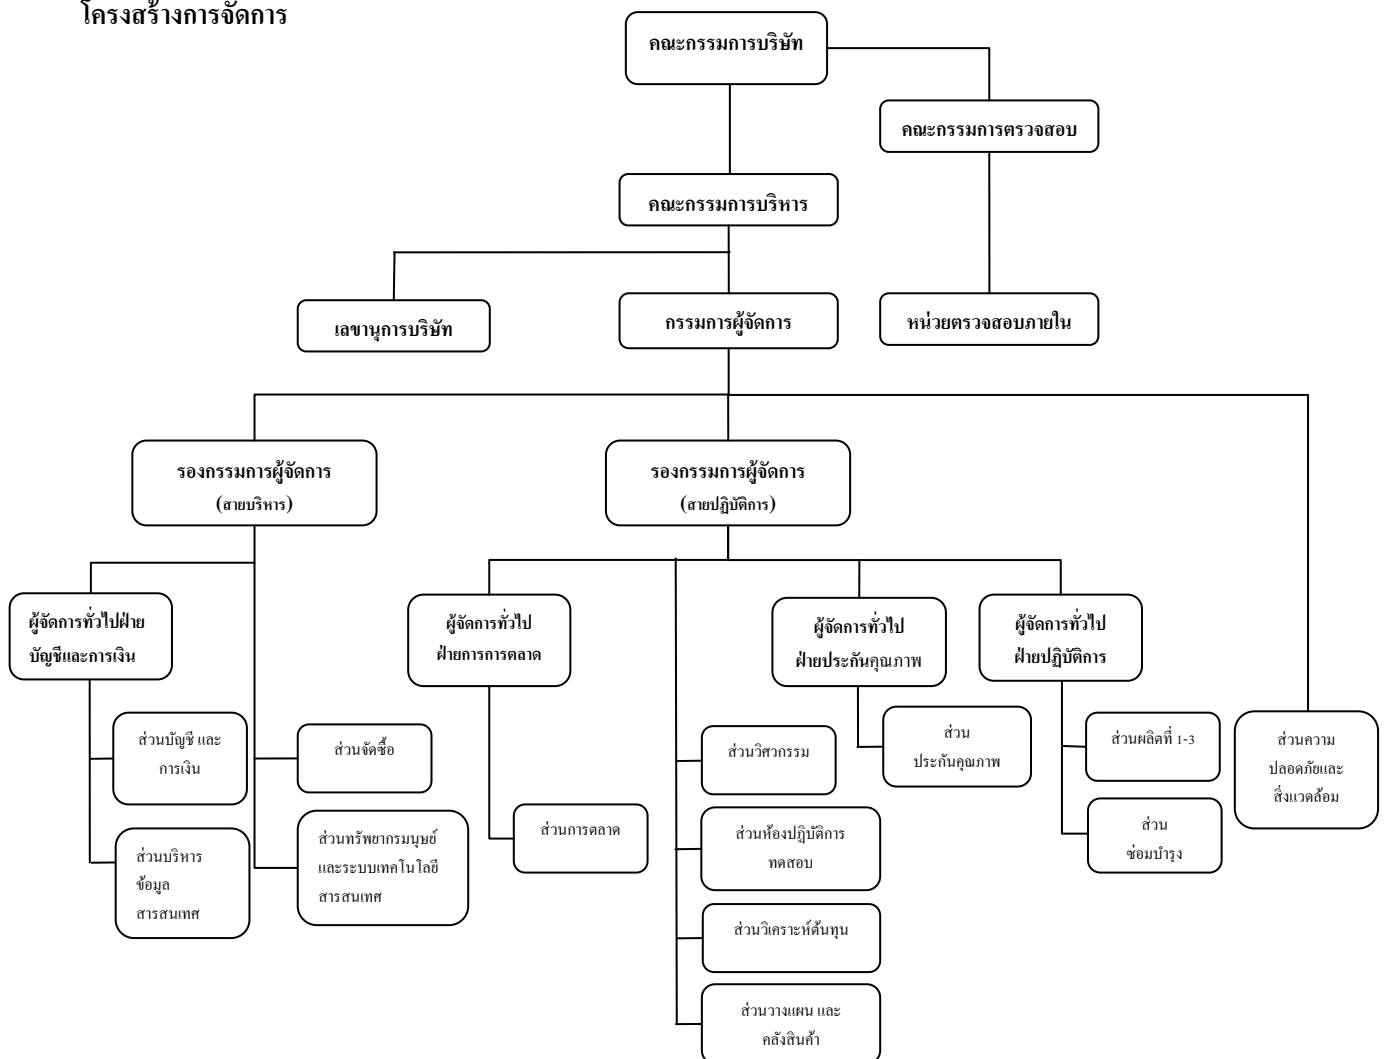 โครงสร้างการจัดการ
คณะกรรมการบริษัท
คณะกรรมการตรวจสอบ
คณะกรรมการบริหาร
เลขานุการบริษัท
กรรมการผู้จัดการ
หน่วยตรวจสอบภายใน
รองกรรมการผู้จัดการ
(สายบริหาร)
รองกรรมการผู้จัดการ
(สายปฏิบัติการ)
ผู้จัดการทั่วไปฝ่าย
บัญชีและการเงิน
ผู้จัดการทั่วไป
ฝ่ายการการตลาด
ผู้จัดการทั่วไป
ฝ่ายประกันคุณภาพ
ผู้จัดการทั่วไป
ฝ่ายปฏิบัติการ
ส่วนบัญชี และ
การเงิน
ส่วนจัดซื้อ
ส่วนวิศวกรรม
ส่วน
ประกันคุณภาพ
ส่วนผลิตที่ 1-3
ส่วนความ
ปลอดภัยและ
สิ่งแวดล้อม
ส่วนบริหาร
ข้อมูล
สารสนเทศ
ส่วนทรัพยากรมนุษย์
และระบบเทคโนโลยี
สารสนเทศ
ส่วนการตลาด
ส่วนห้องปฏิบัติการ
ทดสอบ
ส่วน
ซ่อมบำรุง
ส่วนวิเคราะห์ต้นทุน
ส่วนวางแผน และ
คลังสินค้า